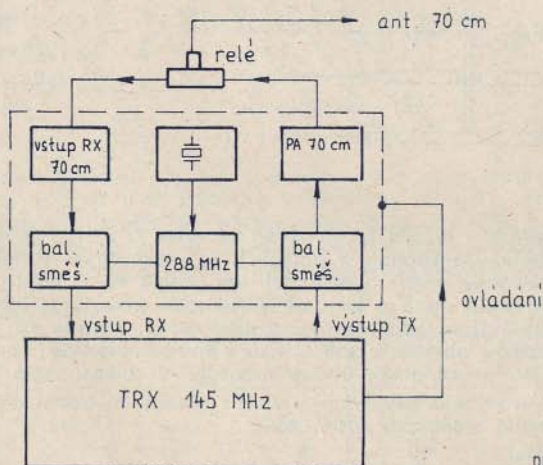 ant. 70 cm
relé
vstup RX
70 cm
PA 70 cm
bal.
směš.
288 MHz
bal.
směš.
ovládání
vstup RX
výstup TX
TRX 145 MHz